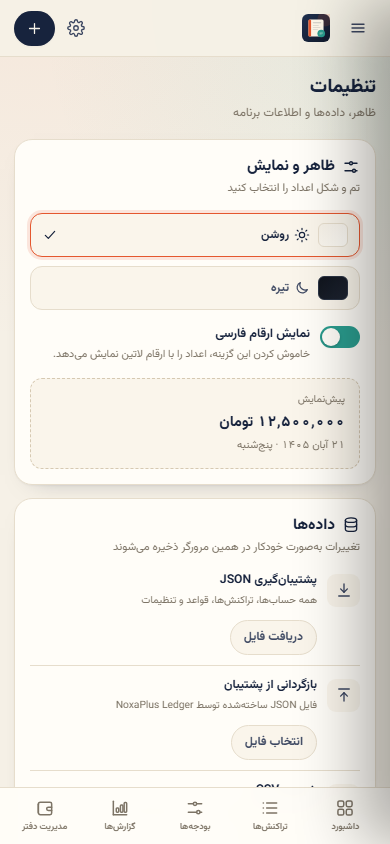 تنظیمات
ظاهر، داده‌ها و اطلاعات برنامه
ظاهر و نمایش
تم و شکل اعداد را انتخاب کنید
روشن
تیره
نمایش ارقام فارسی
خاموش کردن این گزینه، اعداد را با ارقام لاتین نمایش می‌دهد.
پیش‌نمایش
۱۲,۵۰۰,۰۰۰ تومان
۲۱ آبان ۱۴۰۵ · پنج‌شنبه
داده‌ها
تغییرات به‌صورت خودکار در همین مرورگر ذخیره می‌شوند
پشتیبان‌گیری JSON
همه حساب‌ها، تراکنش‌ها، قواعد و تنظیمات
دریافت فایل
بازگردانی از پشتیبان
فایل JSON ساخته‌شده توسط NoxaPlus Ledger
انتخاب فایل
داشبورد
تراکنش‌ها
بودجه‌ها
گزارش‌ها
مدیریت دفتر